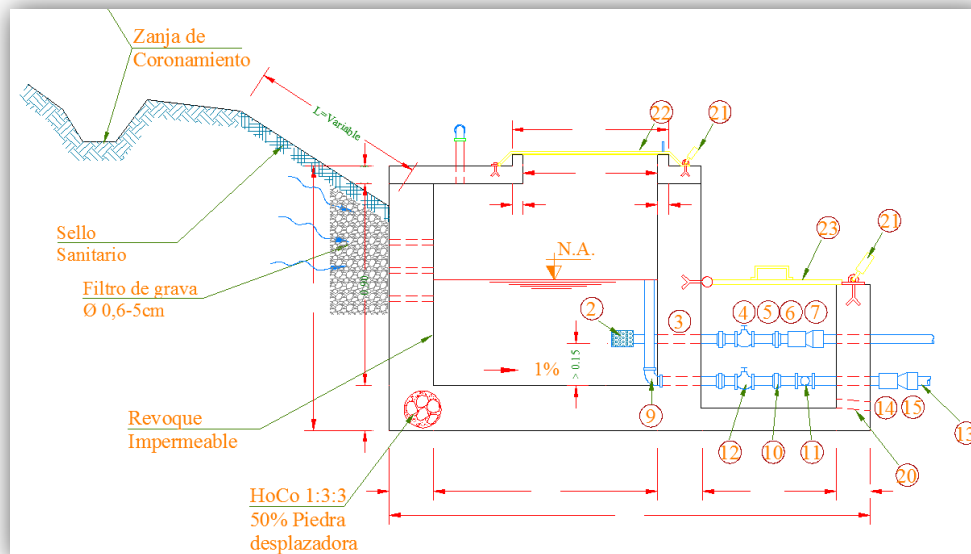 Zanja de
Coronamiento
L=Variable
22
21
Sello
Sanitario
N.A.
23
21
Filtro de grava
Ø 0,6-5cm
2
3
4
5
6
7
1%
> 0.15
Revoque
Impermeable
9
12
10
11
14
15
13
20
HoCo 1:3:3
50% Piedra
desplazadora